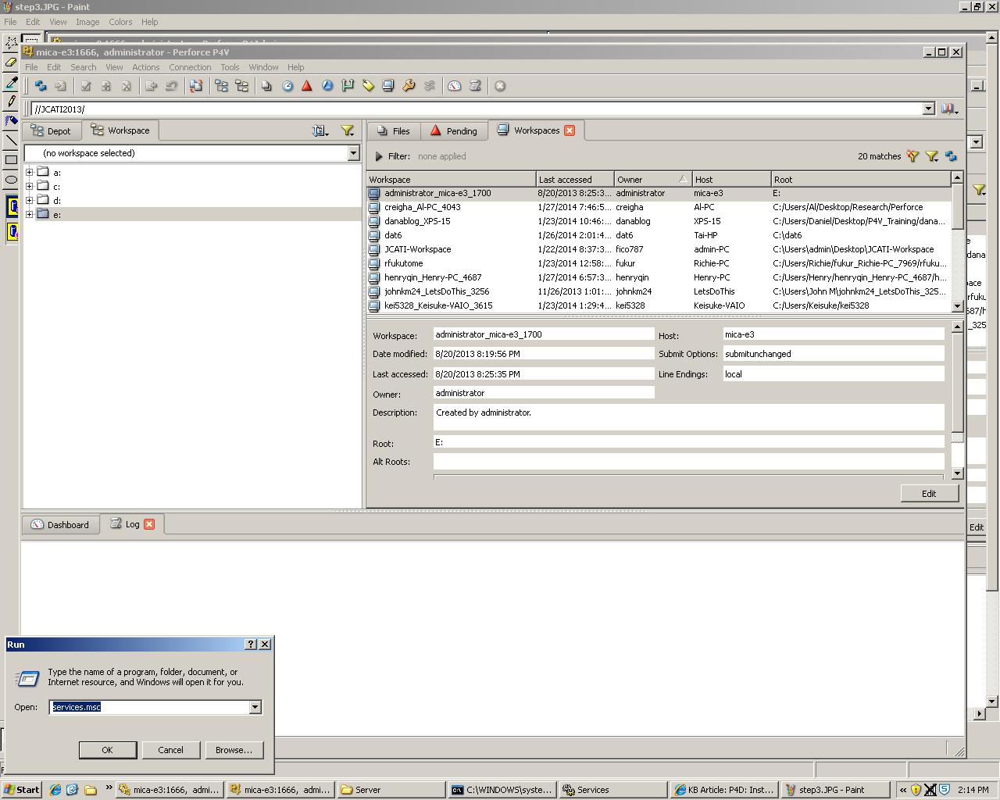 step3.JPG - Paint
File Edit View Image Colors Help
mica-e3:1666, administrator - Perforce P4V
File Edit Search View Actions Connection Tools Window Help
//JCATI2013/
Depot Workspace
(no workspace selected)
a:
c:
d:
e:
Files Pending Workspaces
Filter: none applied 20 matches
Workspace Last accessed Owner Host Root
administrator_mica-e3_1700 8/20/2013 8:25:3... administrator mica-e3 E:
creigha_Al-PC_4043 1/27/2014 7:46:5... creigha Al-PC C:/Users/Al/Desktop/Research/Perforce
danablog_XPS-15 1/23/2014 10:46:... danablog XPS-15 C:/Users/Daniel/Desktop/P4V_Training/dana...
dat6 1/26/2014 2:01:4... dat6 Tai-HP C:\dat6
JCATI-Workspace 1/22/2014 8:37:3... fico787 admin-PC C:\Users\admin\Desktop\JCATI-Workspace
rfukutome 1/23/2014 12:58:... fukur Richie-PC C:/Users/Richie/fukur_Richie-PC_7969/rfuku...
henryqin_Henry-PC_4687 1/27/2014 6:57:3... henryqin Henry-PC C:/Users/Henry/henryqin_Henry-PC_4687/h...
johnkm24_LetsDoThis_3256 11/26/2013 1:01:... johnkm24 LetsDoThis C:\Users\John M\johnkm24_LetsDoThis_325...
kei5328_Keisuke-VAIO_3615 1/23/2014 1:29:4... kei5328 Keisuke-VAIO C:/Users/Keisuke/kei5328
Workspace: administrator_mica-e3_1700 Host: mica-e3
Date modified: 8/20/2013 8:19:56 PM Submit Options: submitunchanged
Last accessed: 8/20/2013 8:25:35 PM Line Endings: local
Owner: administrator
Description: Created by administrator.
Root: E:
Alt Roots:
Edit
Edit
Dashboard Log
Run
Type the name of a program, folder, document, or
Internet resource, and Windows will open it for you.
Open: services.msc
OK Cancel Browse...
Start mica-e3:1666, admi... mica-e3:1666, admi... Server C:\WINDOWS\syste... Services KB Article: P4D: Inst... step3.JPG - Paint 2:14 PM